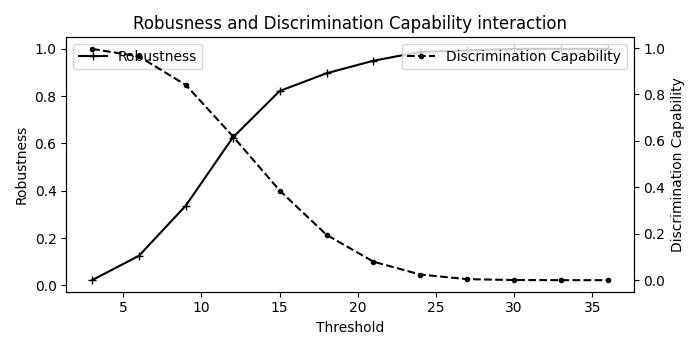 Robusness and Discrimination Capability interaction
Robustness
Discrimination Capability
1.0
0.8
0.6
0.4
0.2
0.0
Robustness
1.0
0.8
0.6
0.4
0.2
0.0
Discrimination Capability
5 10 15 20 25 30 35
Threshold